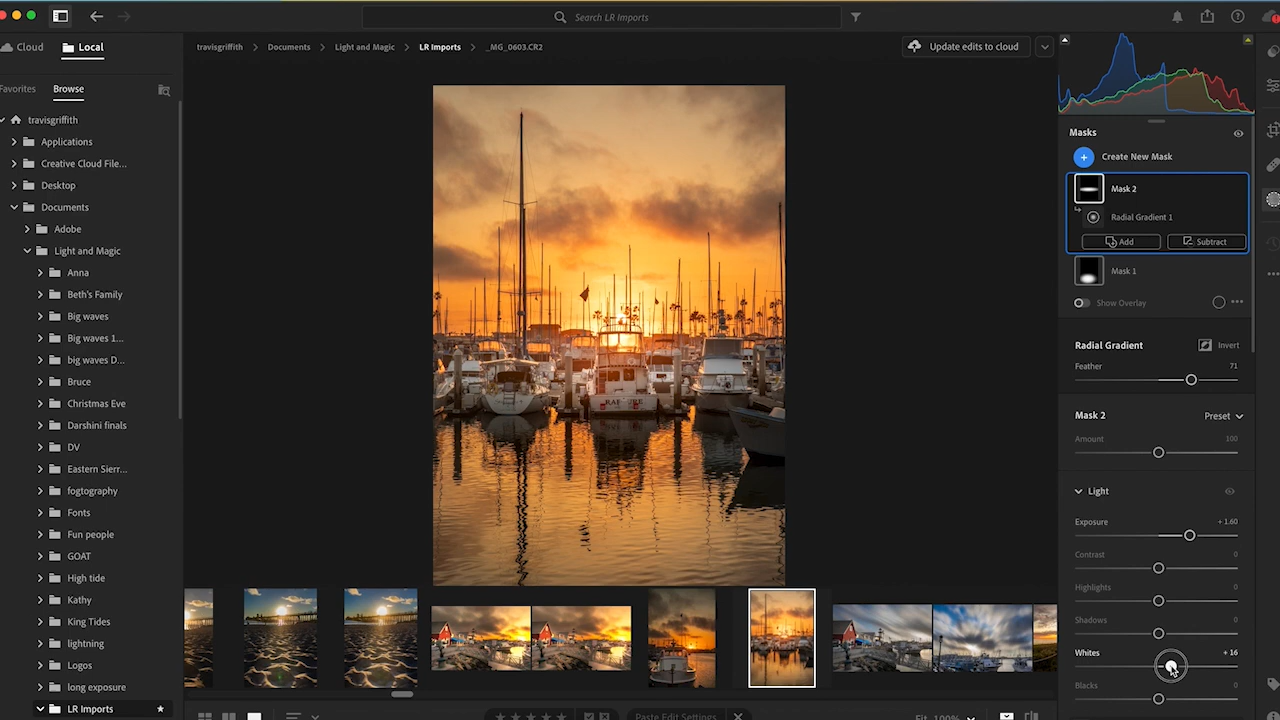 Search LR Imports
Cloud
Local
travisgriffith
Documents
Light and Magic
LR Imports
_MG_0603.CR2
Update edits to cloud
Favorites
Browse
travisgriffith
Applications
Creative Cloud File...
Desktop
Documents
Adobe
Light and Magic
Anna
Beth's Family
Big waves
Big waves 1...
big waves D...
Bruce
Christmas Eve
Darshini finals
DV
Eastern Sierr...
fogtography
Fonts
Fun people
GOAT
High tide
Kathy
King Tides
lightning
Logos
long exposure
LR Imports
Masks
Create New Mask
Mask 2
Radial Gradient 1
Add
Subtract
Mask 1
Show Overlay
Radial Gradient
Invert
Feather
71
Mask 2
Preset
Amount
100
Light
Exposure
+ 1.60
Contrast
0
Highlights
0
Shadows
0
Whites
+ 16
Blacks
0
Paste Edit Settings
Fit
100%